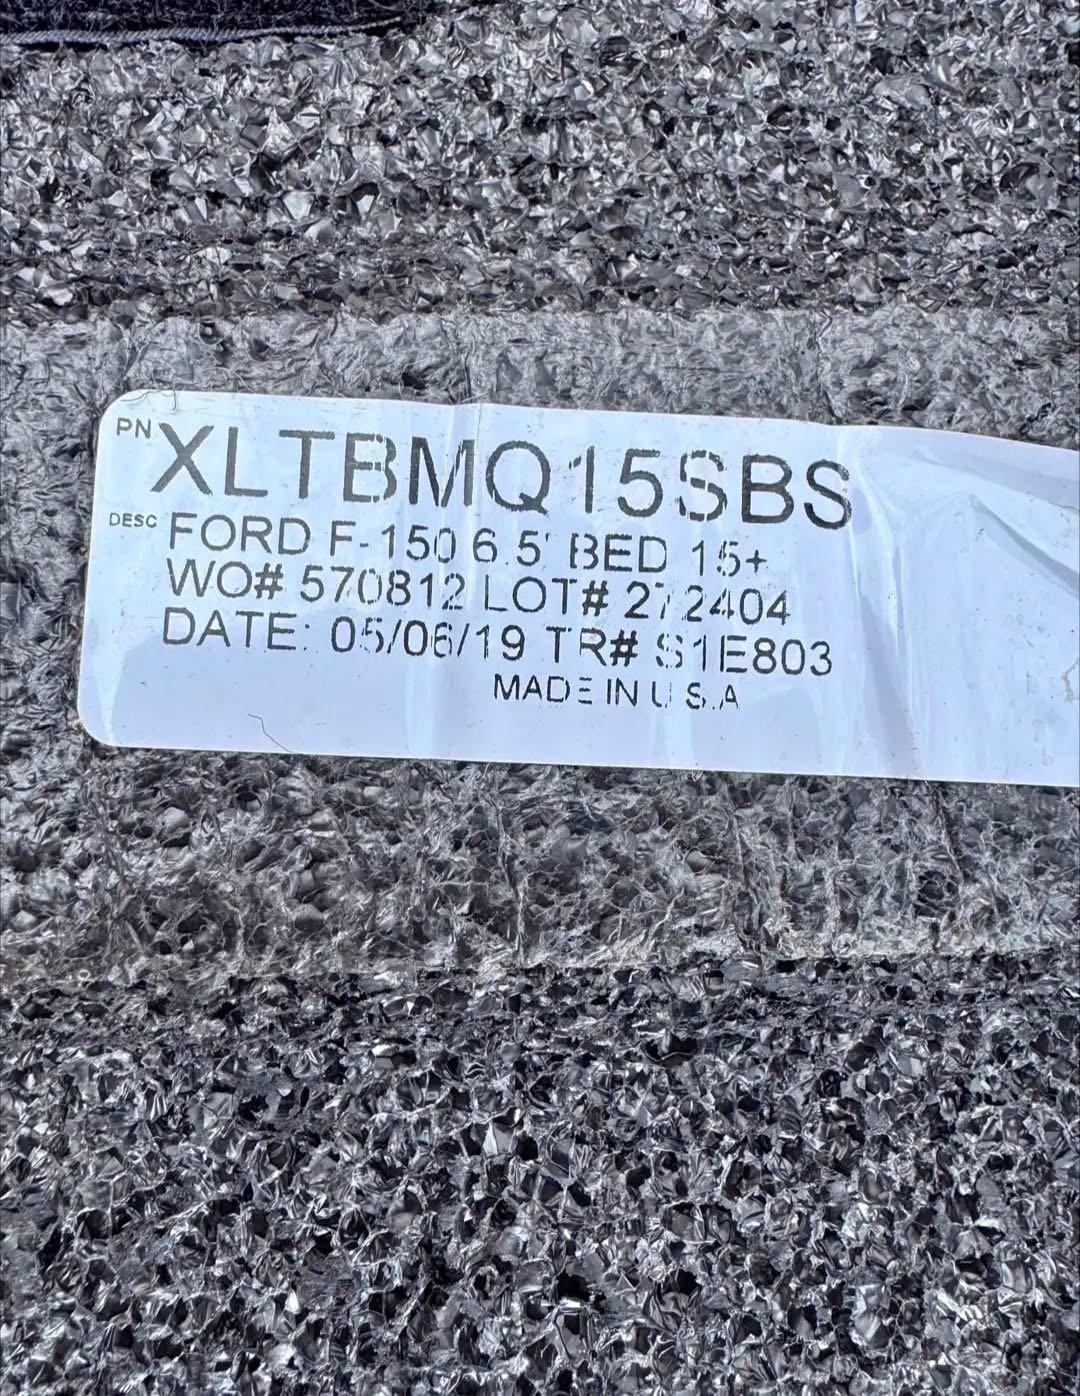 PN XLTBMQ15SBS
DESC FORD F-150 6.5' BED 15+
WO# 570812 LOT# 272404
DATE: 05/06/19 TR# S1E803
MADE IN U.S.A